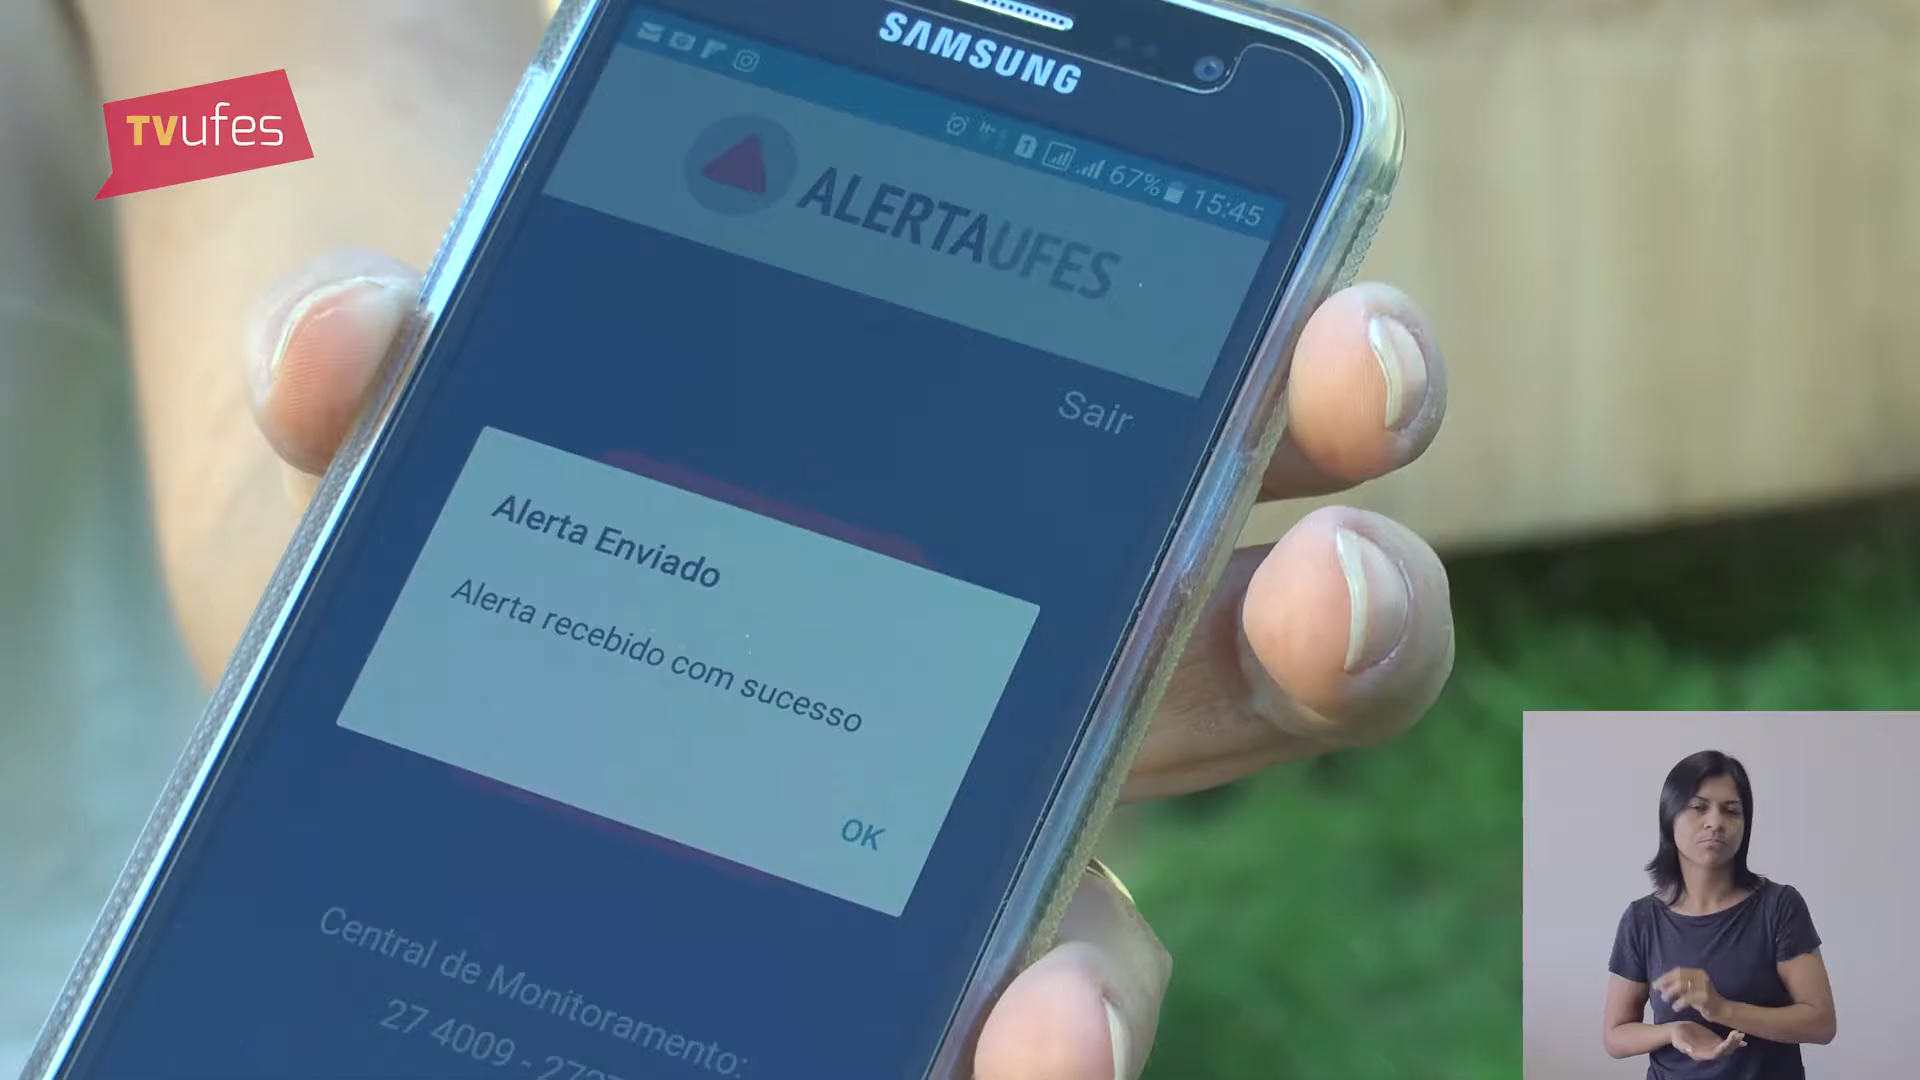 TVufes
SAMSUNG
67% 15:45
ALERTAUFES
Sair
Alerta Enviado
Alerta recebido com sucesso
OK
Central de Monitoramento:
27 4009 -